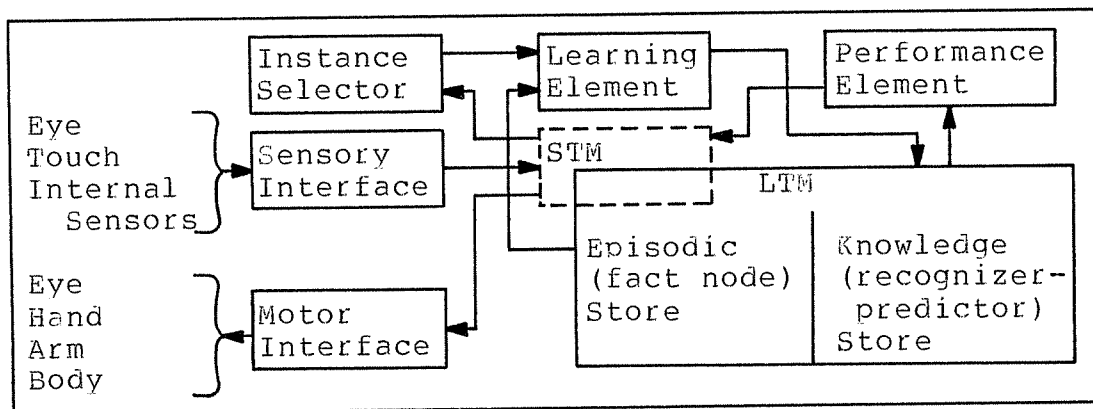 Instance
Selector
Learning
Element
Performance
Element
Eye
Touch
Internal
Sensors
Sensory
Interface
STM
LTM
Episodic
(fact node)
Store
Knowledge
(recognizer-
predictor)
Store
Eye
Hand
Arm
Body
Motor
Interface